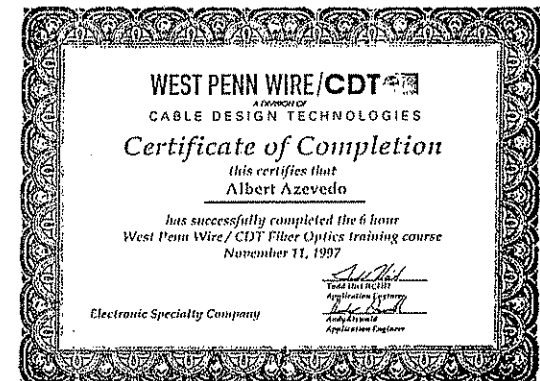 WEST PENN WIRE/CDT
A DIVISION OF
CABLE DESIGN TECHNOLOGIES
Certificate of Completion
this certifies that
Albert Azevedo
has successfully completed the 6 hour
West Penn Wire/ CDT Fiber Optics training course
November 11, 1997
Todd
Application Engineer
Electronic Specialty Company
Andy
Application Engineer